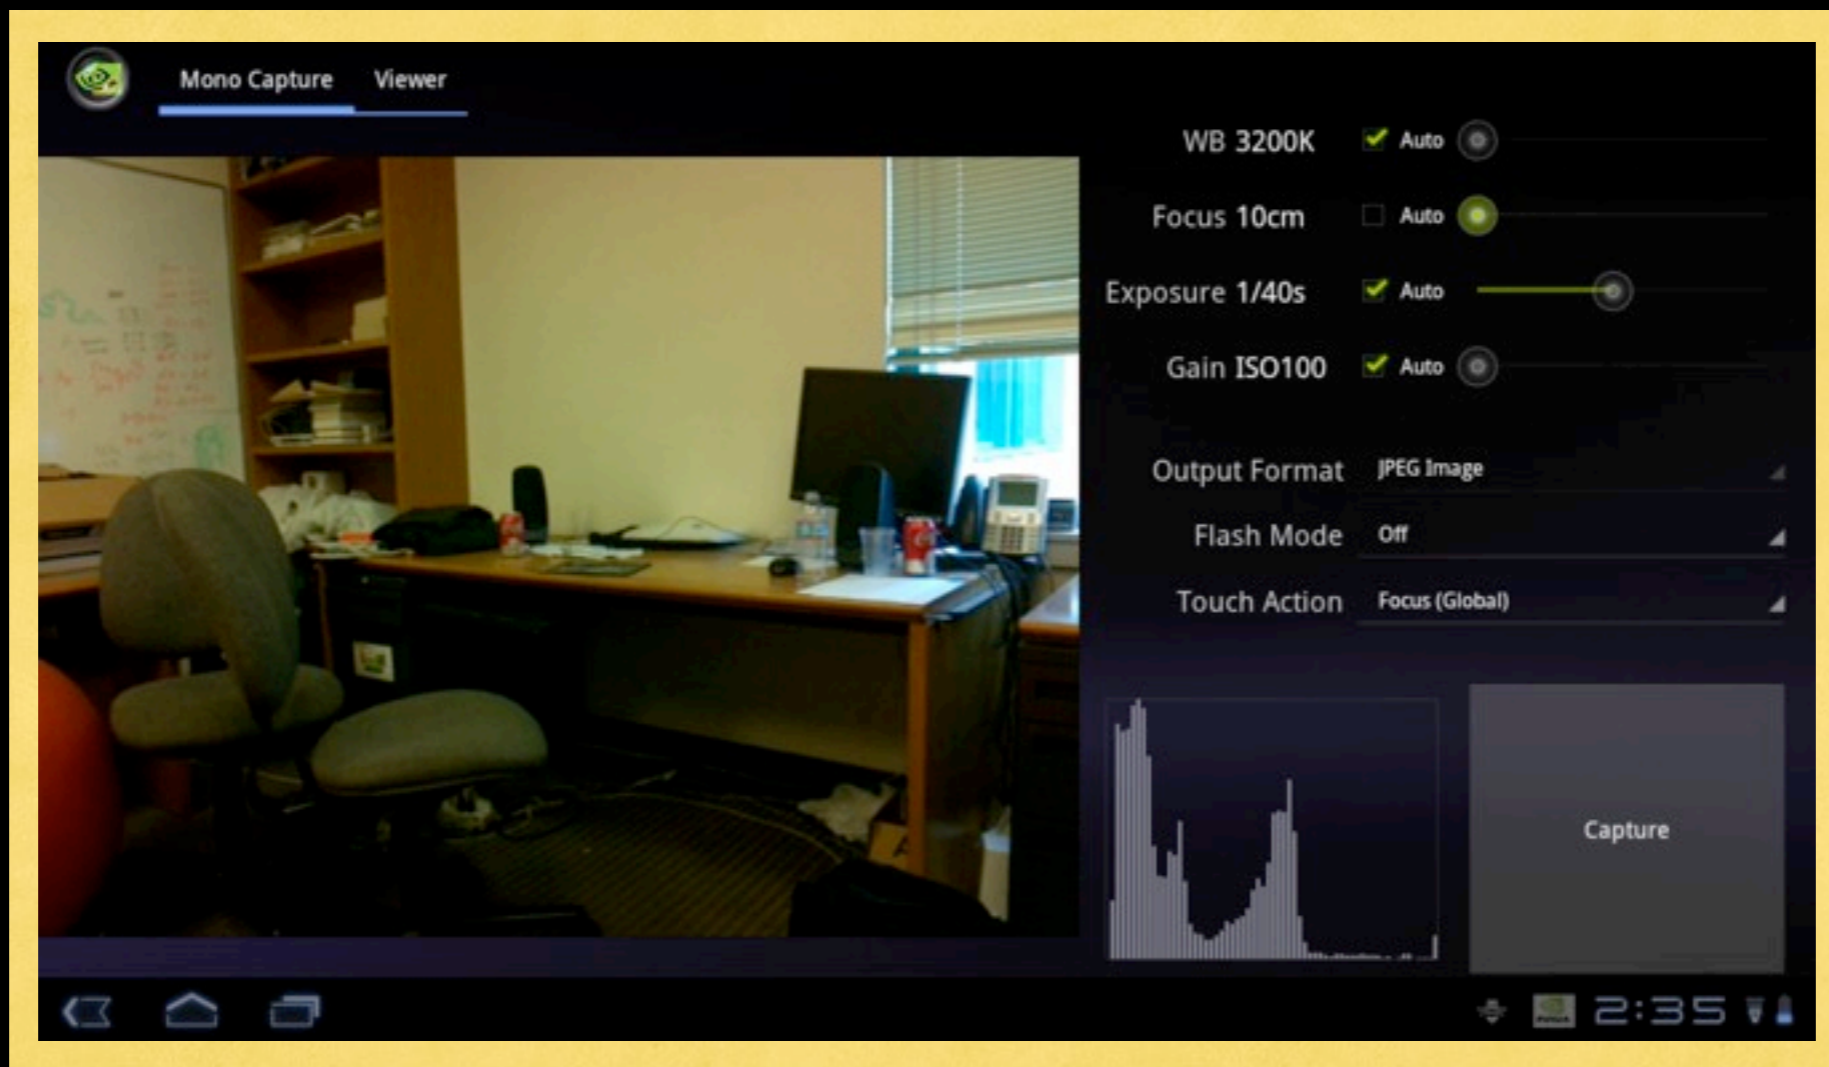 Mono Capture Viewer
WB 3200K Auto
Focus 10cm Auto
Exposure 1/40s Auto
Gain ISO100 Auto
Output Format JPEG Image
Flash Mode Off
Touch Action Focus (Global)
Capture
2:35